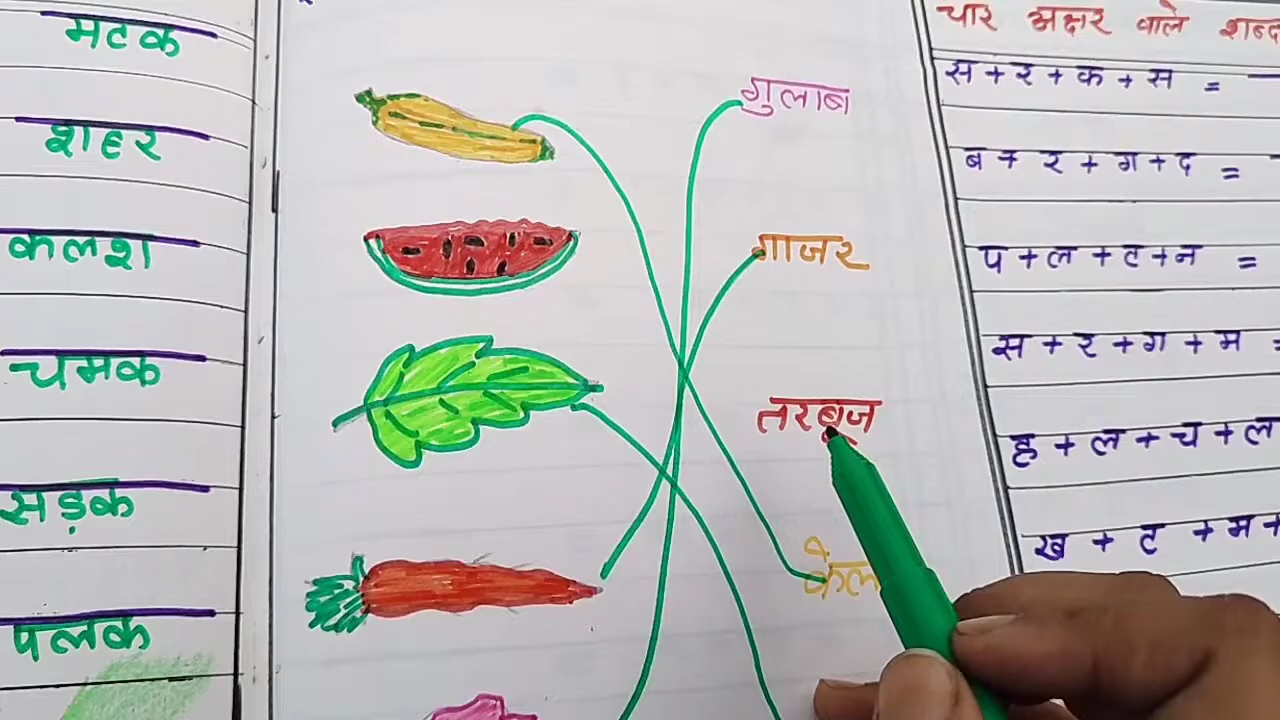 मटक
शहर
कलश
चमक
सड़क
पलक
गुलाब
गाजर
तरबूज
केल
चार अक्षर वाले शब्द
स + र + क + स =
ब + र + ग + द =
प + ल + ट + न =
स + र + ग + म =
ह + ल + च + ल
ख + ट + म +